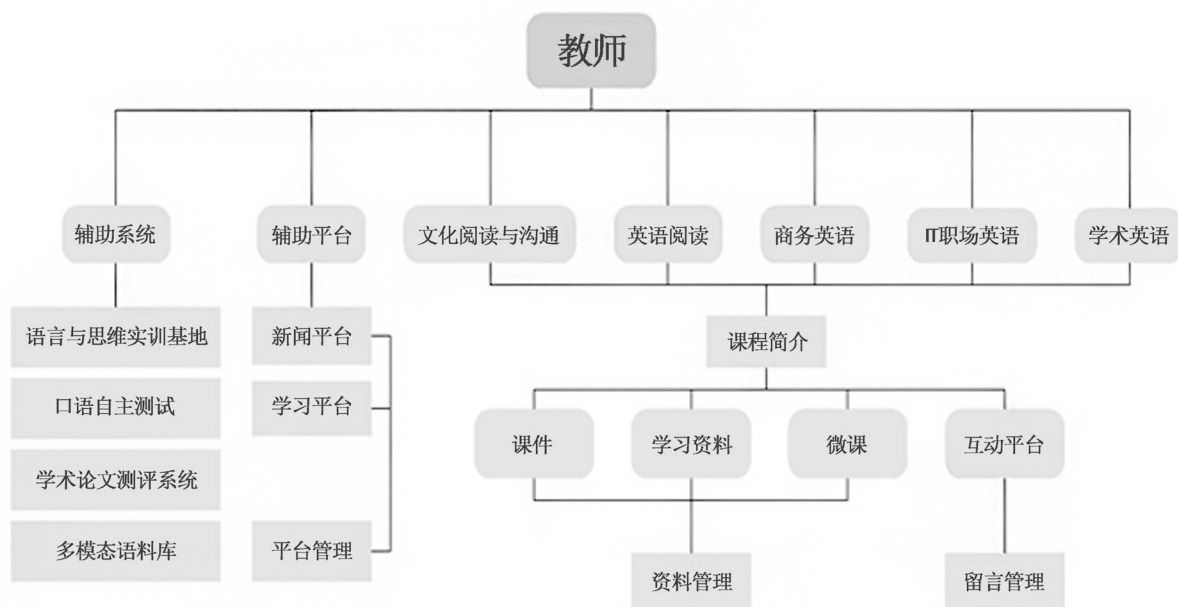 教师
辅助系统
辅助平台
文化阅读与沟通
英语阅读
商务英语
IT职场英语
学术英语
语言与思维实训基地
新闻平台
课程简介
口语自主测试
学习平台
课件
学习资料
微课
互动平台
学术论文测评系统
多模态语料库
平台管理
资料管理
留言管理